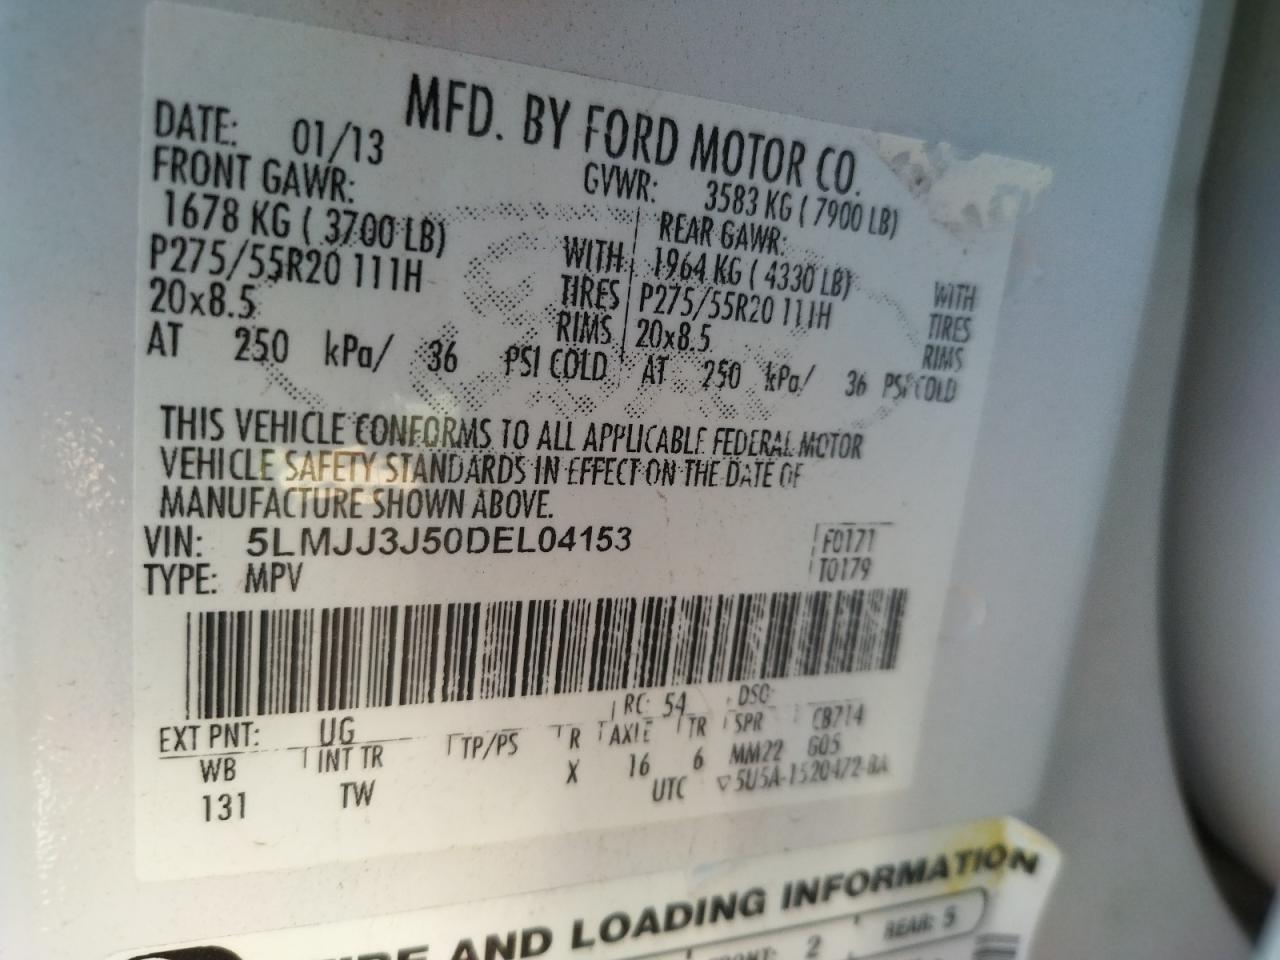 MFD. BY FORD MOTOR CO.
DATE: 01/13
GVWR: 3583 KG ( 7900 LB)
FRONT GAWR:
REAR GAWR:
1678 KG ( 3700 LB)
WITH
1964 KG ( 4330 LB)
WITH
P275/55R20 111H
TIRES
P275/55R20 111H
TIRES
20x8.5
RIMS
20x8.5
RIMS
AT 250 kPa/ 36 PSI COLD
AT 250 kPa/ 36 PSI COLD
THIS VEHICLE CONFORMS TO ALL APPLICABLE FEDERAL MOTOR
VEHICLE SAFETY STANDARDS IN EFFECT ON THE DATE OF
MANUFACTURE SHOWN ABOVE.
VIN: 5LMJJ3J50DEL04153
F0171
TYPE: MPV
T0179
EXT PNT: UG
RC: 54
DSO:
WB INT TR TP/PS R AXLE TR SPR CB714
131 TW X 16 6 MM22 G05
UTC ▽5U5A-1520472-BA
TIRE AND LOADING INFORMATION
FRONT: 2 REAR: 5